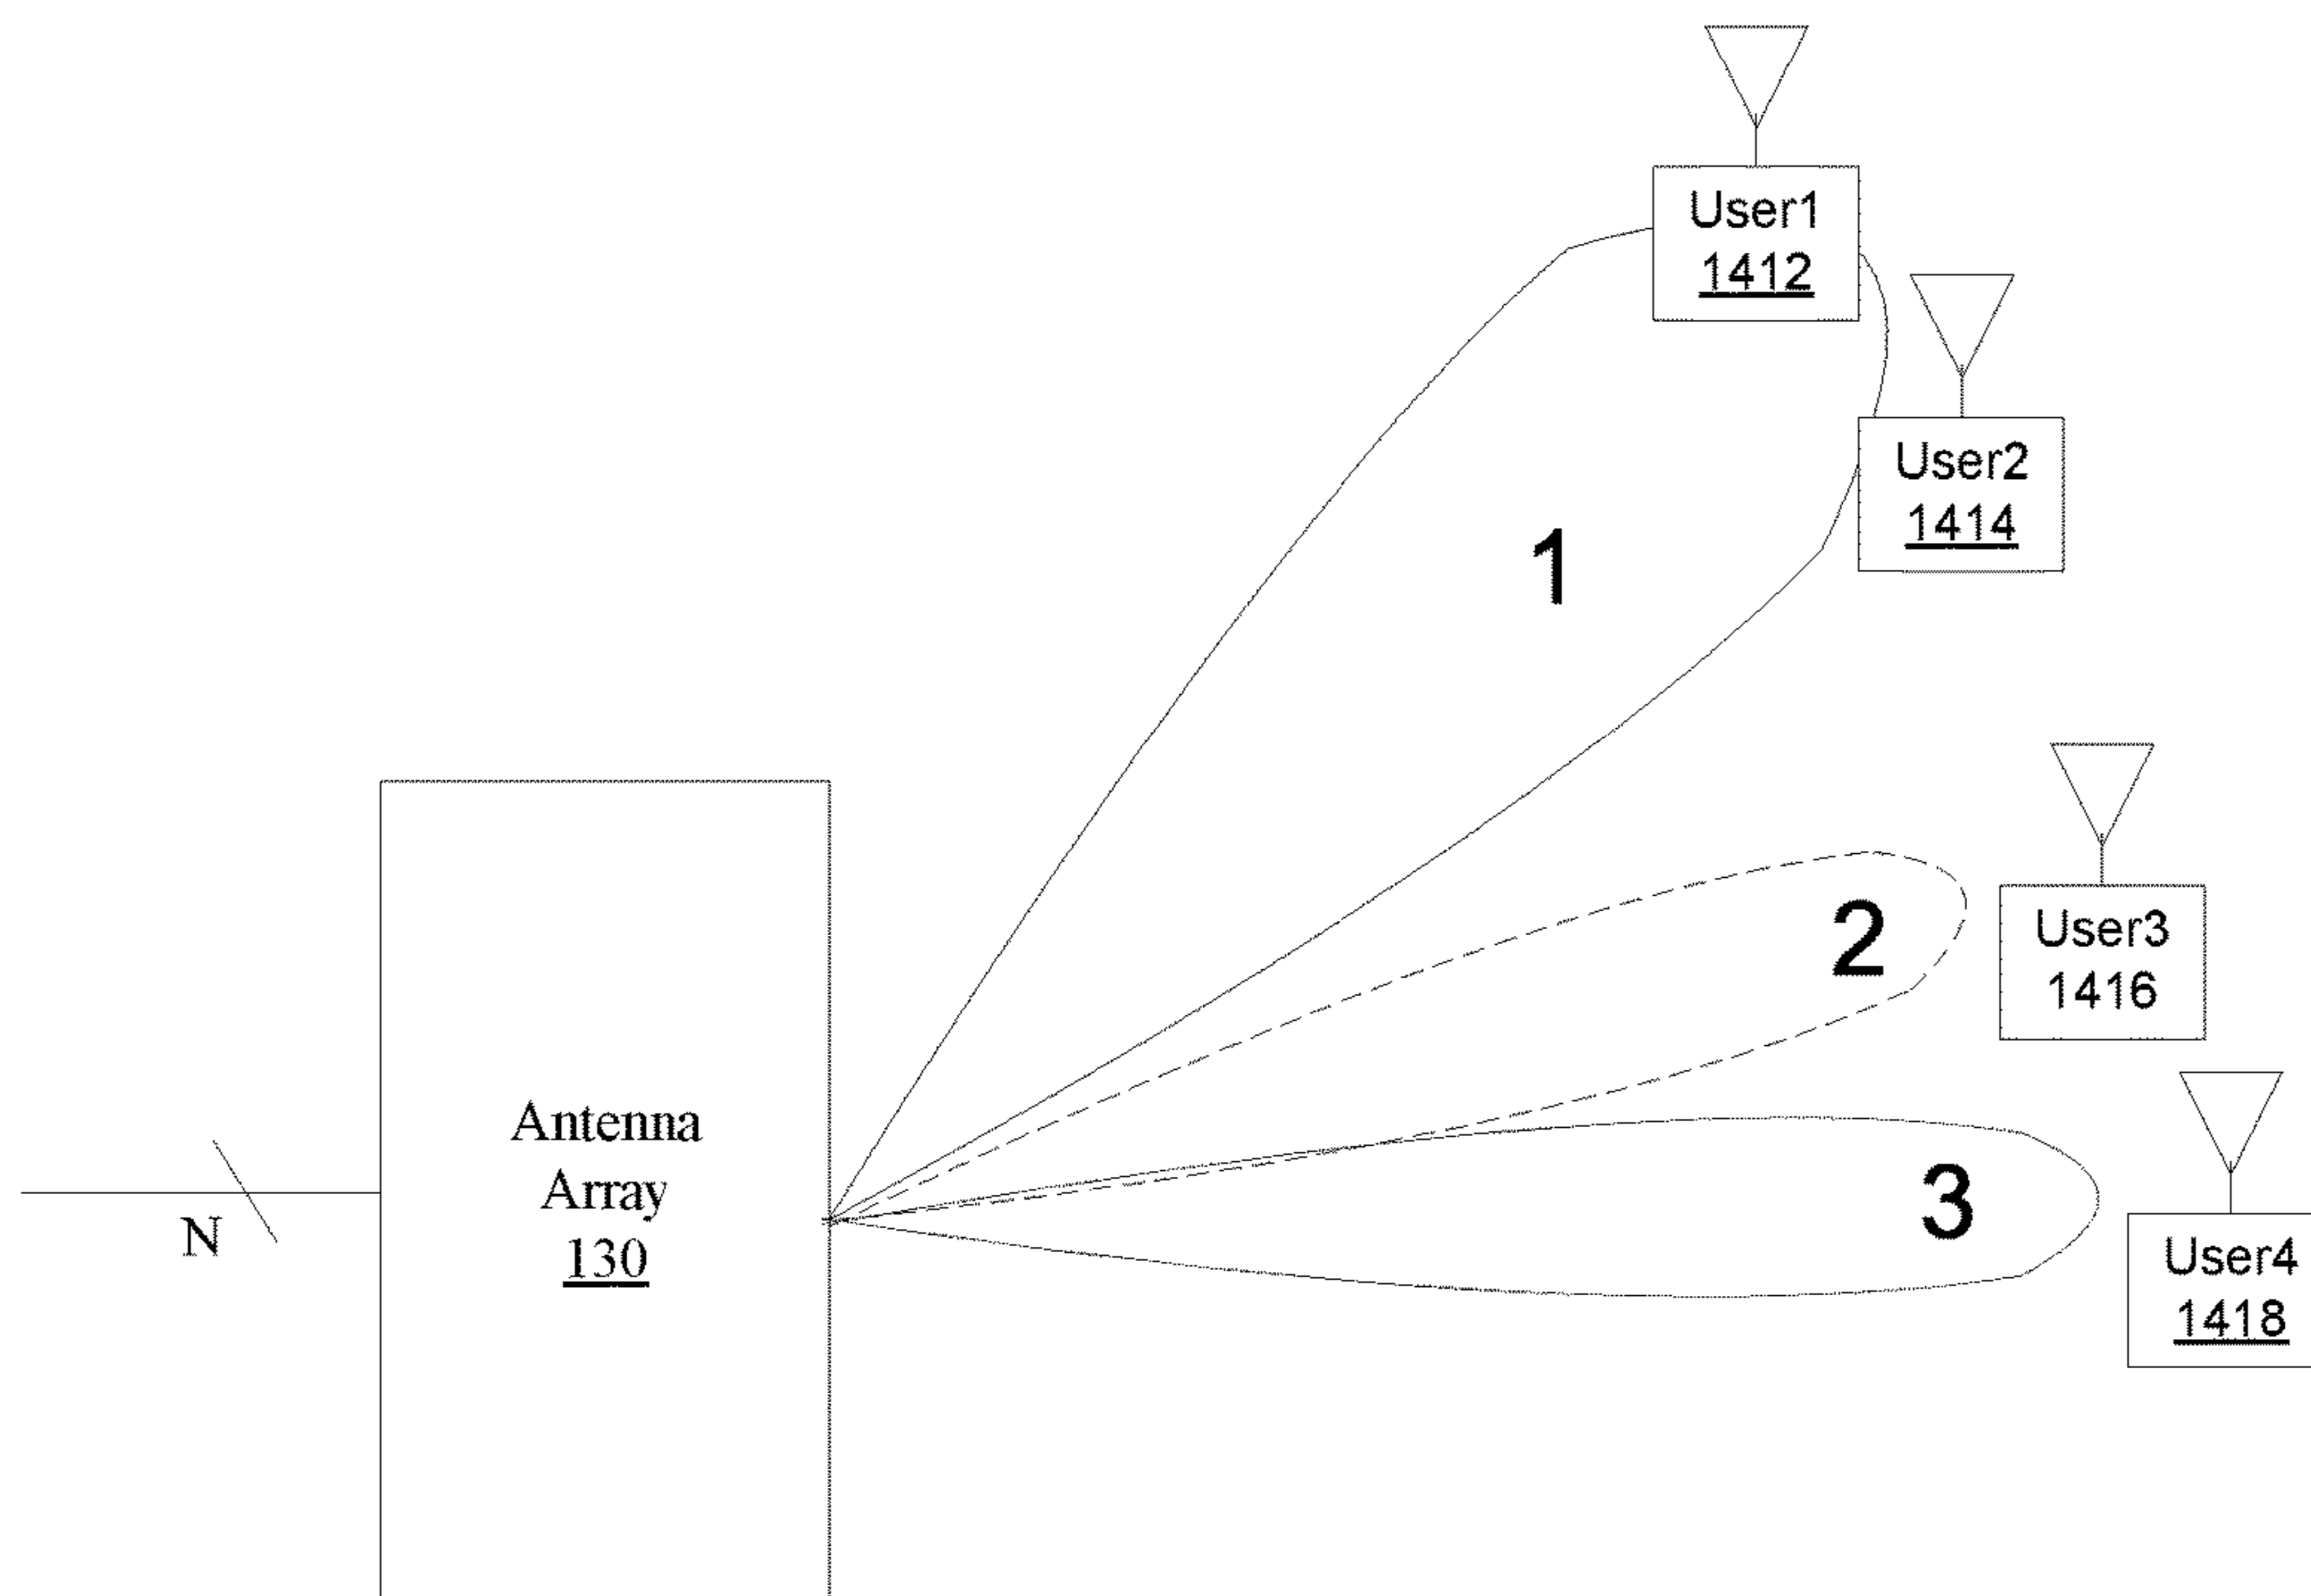 User1
1412
User2
1414
1
2
User3
1416
Antenna
Array
130
N
3
User4
1418